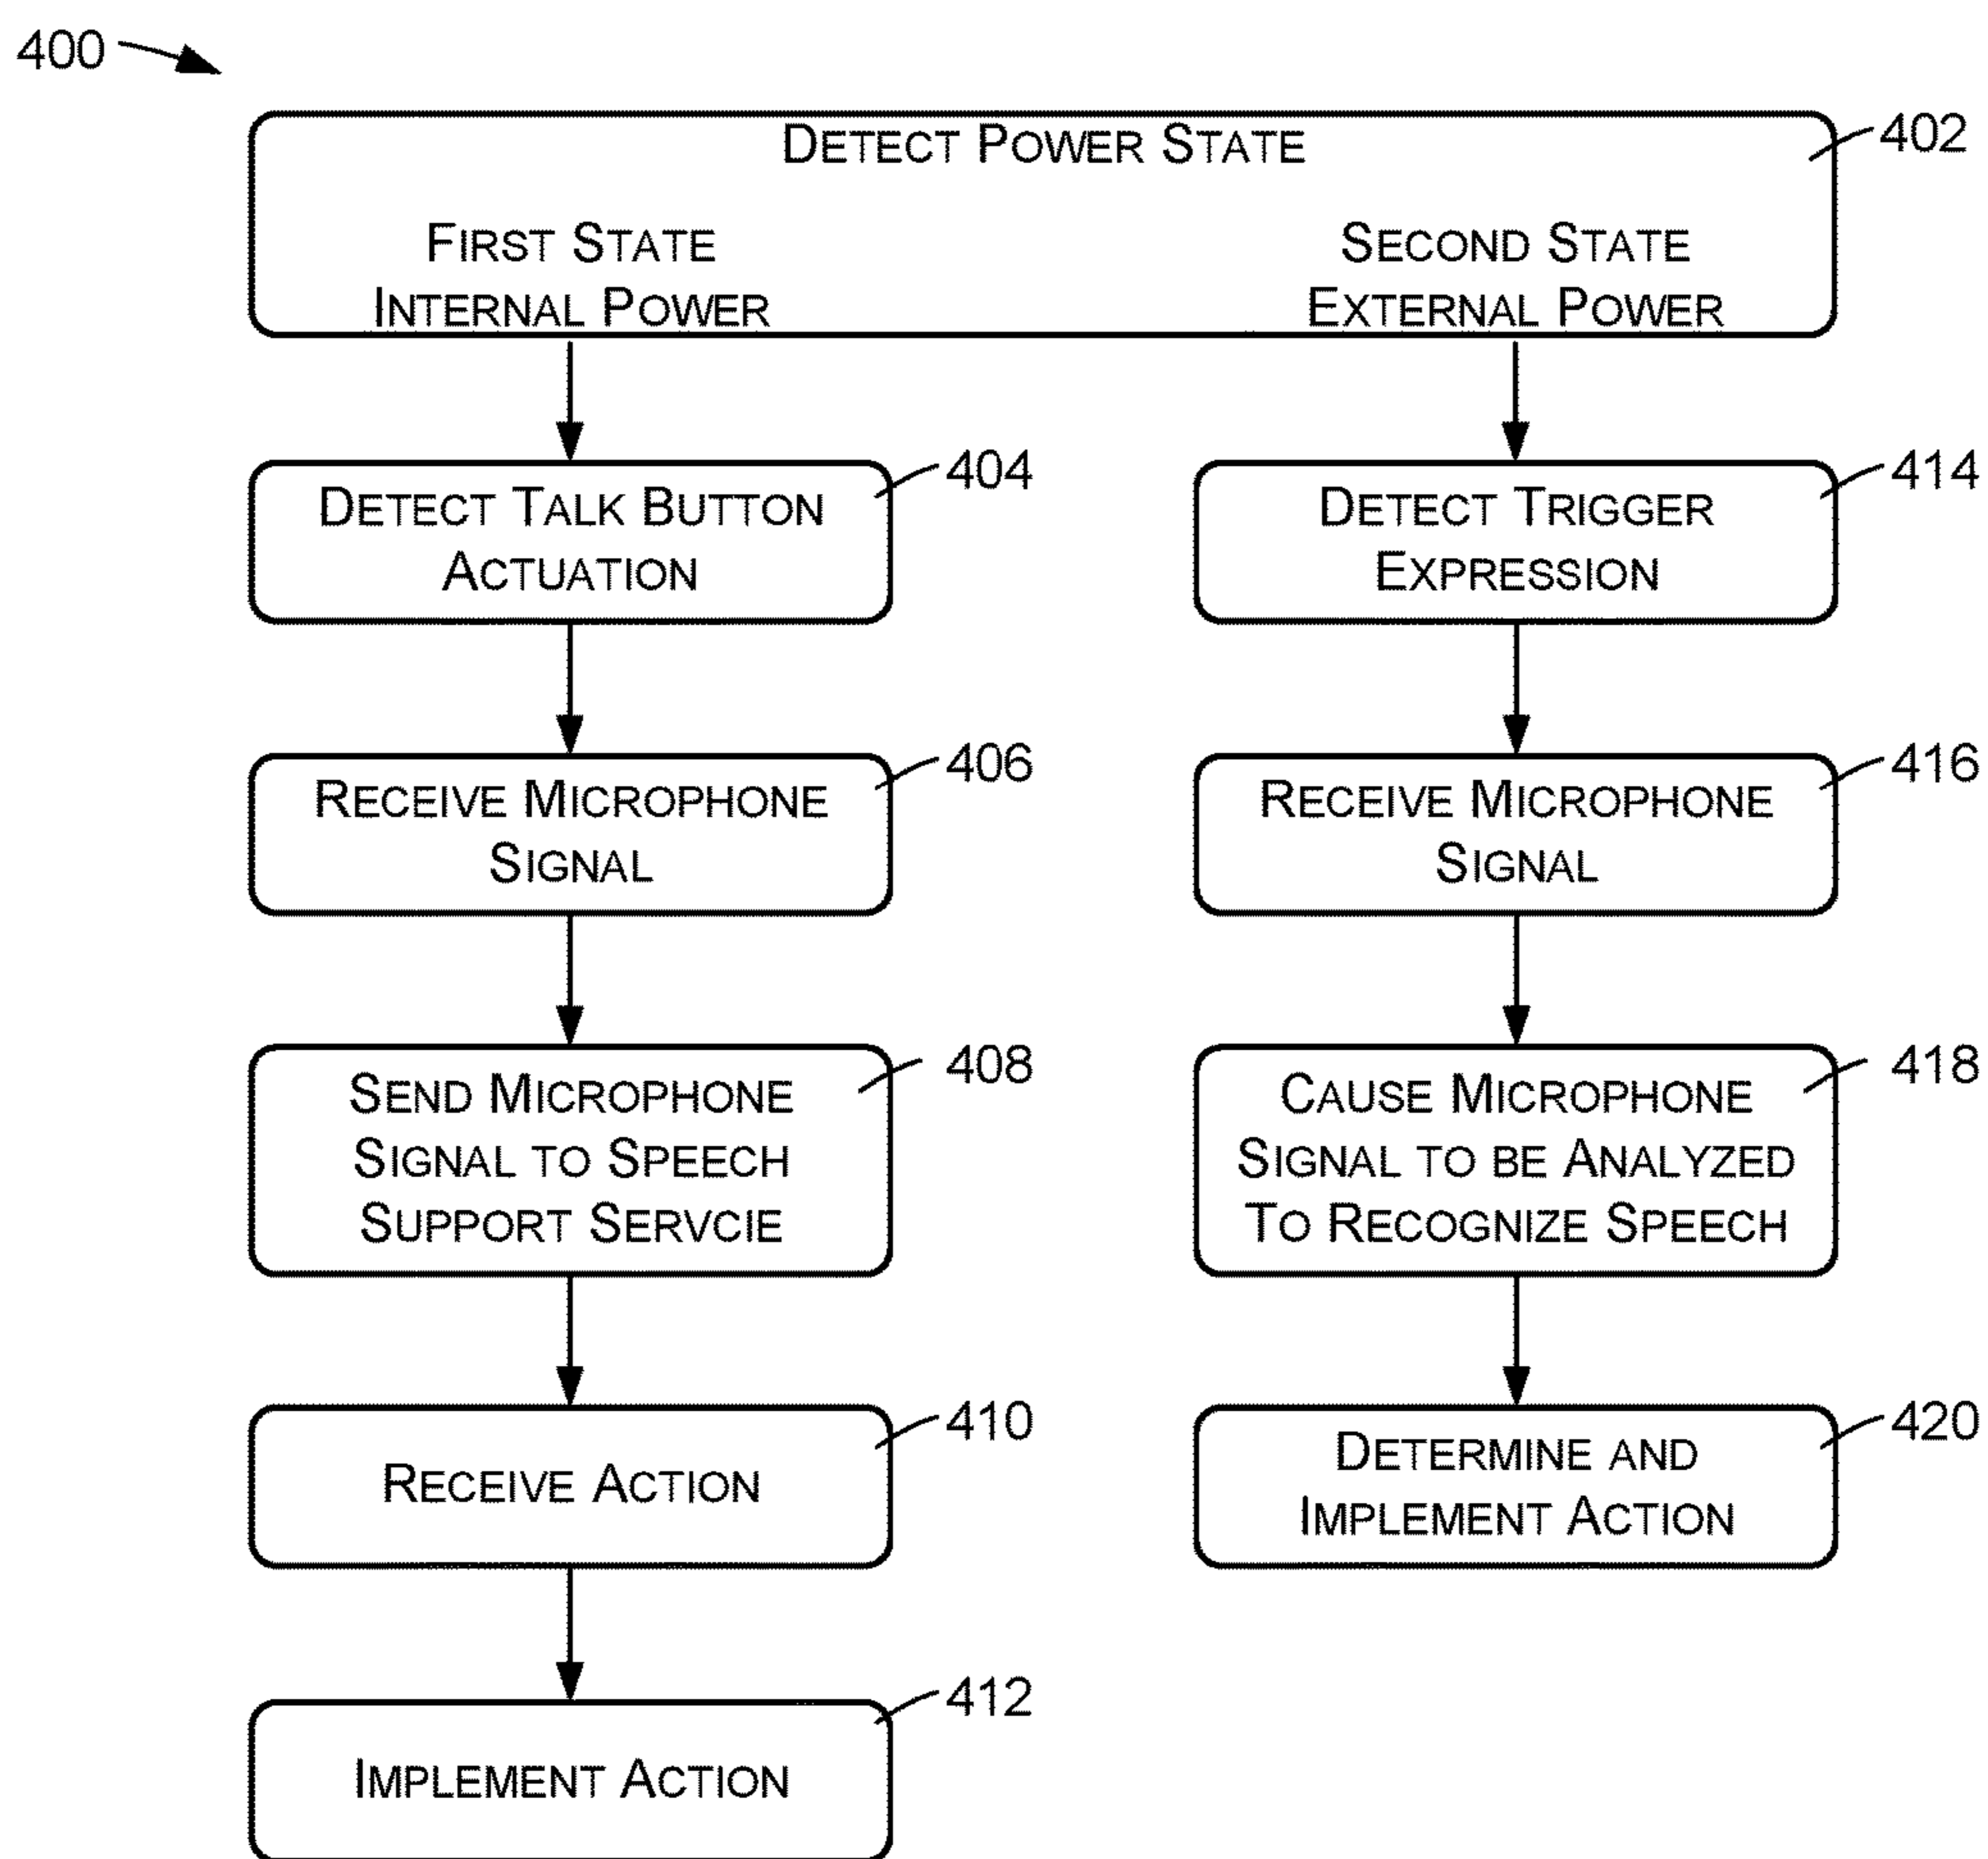 400
DETECT POWER STATE
402
FIRST STATE
INTERNAL POWER
SECOND STATE
EXTERNAL POWER
DETECT TALK BUTTON
ACTUATION
404
RECEIVE MICROPHONE
SIGNAL
406
SEND MICROPHONE
SIGNAL TO SPEECH
SUPPORT SERVCIE
408
RECEIVE ACTION
410
IMPLEMENT ACTION
412
DETECT TRIGGER
EXPRESSION
414
RECEIVE MICROPHONE
SIGNAL
416
CAUSE MICROPHONE
SIGNAL TO BE ANALYZED
TO RECOGNIZE SPEECH
418
DETERMINE AND
IMPLEMENT ACTION
420